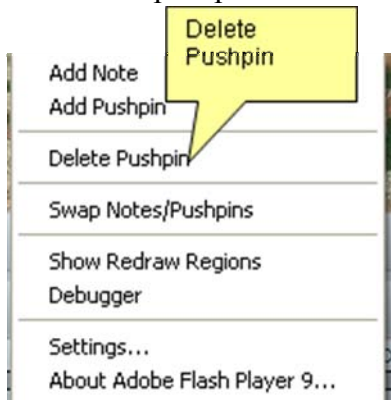 Delete
Pushpin
Add Note
Add Pushpin
Delete Pushpin
Swap Notes/Pushpins
Show Redraw Regions
Debugger
Settings...
About Adobe Flash Player 9...